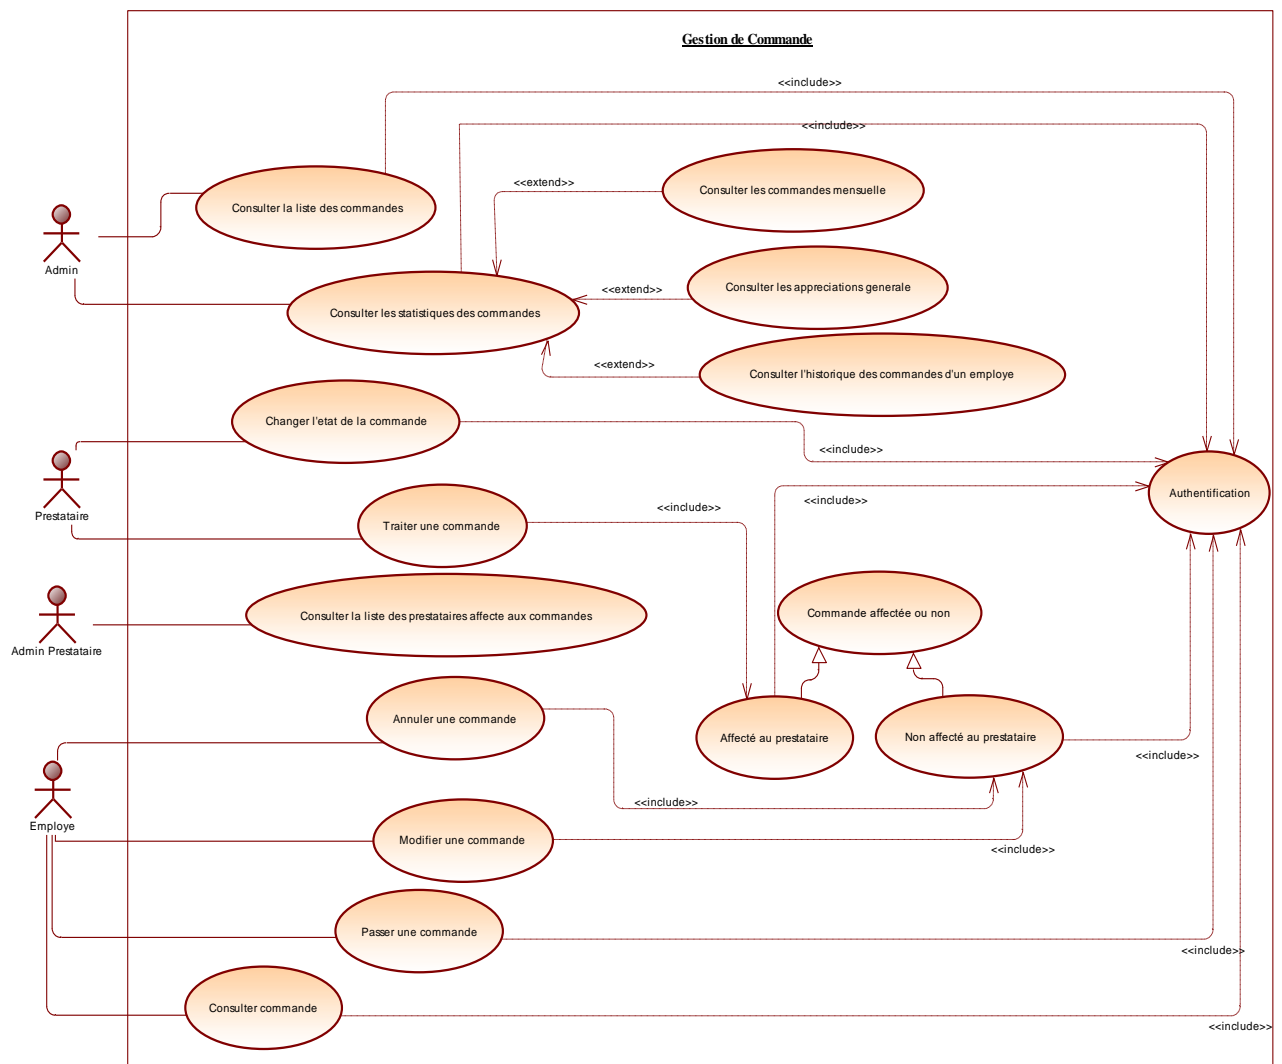 Gestion de Commande
<<include>>
<<include>>
<<extend>>
Consulter les commandes mensuelle
Consulter la liste des commandes
Admin
<<extend>>
Consulter les appreciations generale
Consulter les statistiques des commandes
<<extend>>
Consulter l'historique des commandes d'un employe
Changer l'etat de la commande
<<include>>
Authentification
Prestataire
Traiter une commande
<<include>>
<<include>>
Consulter la liste des prestataires affecte aux commandes
Commande affectée ou non
Admin Prestataire
Annuler une commande
Affecté au prestataire
Non affecté au prestataire
<<include>>
<<include>>
Employe
Modifier une commande
<<include>>
Passer une commande
<<include>>
Consulter commande
<<include>>